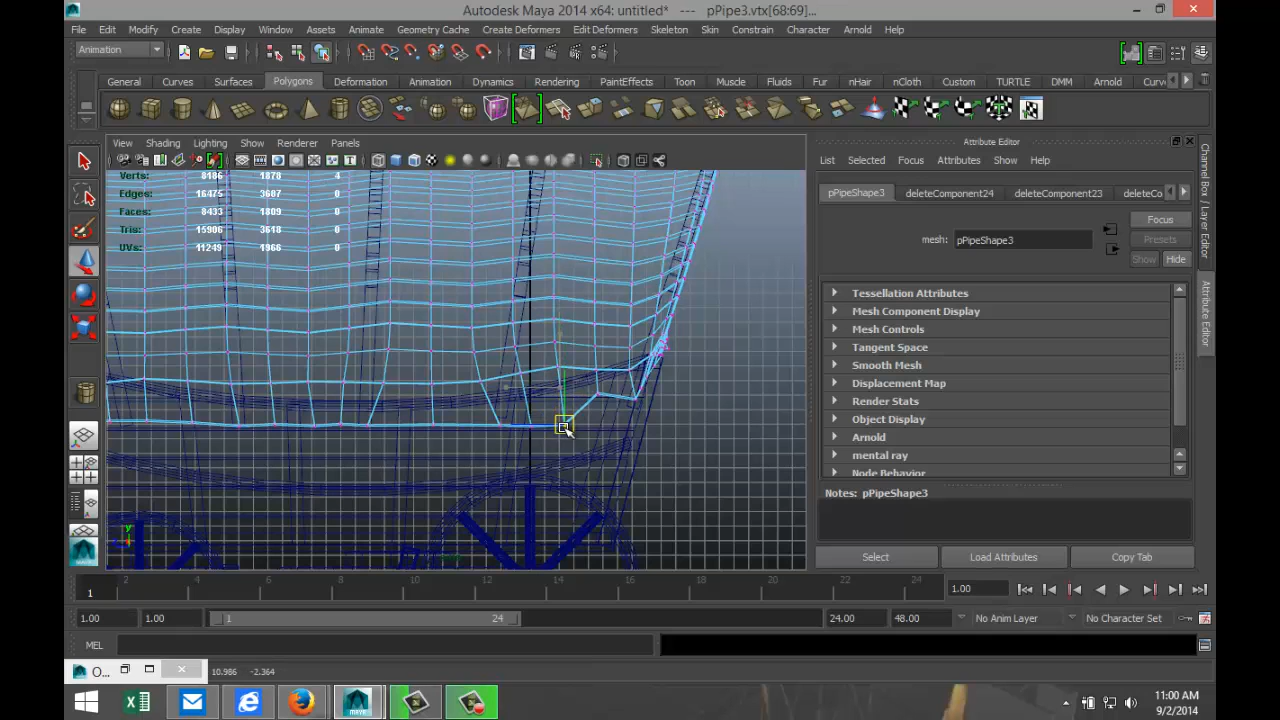 Autodesk Maya 2014 x64: untitled* --- pPipe3.vtx[68:69]...
File Edit Modify Create Display Window Assets Animate Geometry Cache Create Deformers Edit Deformers Skeleton Skin Constrain Character Arnold Help
Animation
General Curves Surfaces Polygons Deformation Animation Dynamics Rendering PaintEffects Toon Muscle Fluids Fur nHair nCloth Custom TURTLE DMM Arnold Curv
View Shading Lighting Show Renderer Panels
Attribute Editor
List Selected Focus Attributes Show Help
Verts: 8186 1878 4
Edges: 16475 3687 0
Faces: 8433 1809 0
Tris: 15906 3618 0
UVs: 11249 1966 0
pPipeShape3 deleteComponent24 deleteComponent23 deleteCo
Focus
mesh: pPipeShape3
Presets
Show Hide
Tessellation Attributes
Mesh Component Display
Mesh Controls
Tangent Space
Smooth Mesh
Displacement Map
Render Stats
Object Display
Arnold
mental ray
Node Behavior
Notes: pPipeShape3
Select Load Attributes Copy Tab
Channel Box / Layer Editor
Attribute Editor
y
2 4 6 8 10 12 14 16 18 20 22 24
1
1.00
1.00 1.00 1 24 24.00 48.00 No Anim Layer No Character Set
MEL
O... 10.986 -2.364
11:00 AM
9/2/2014